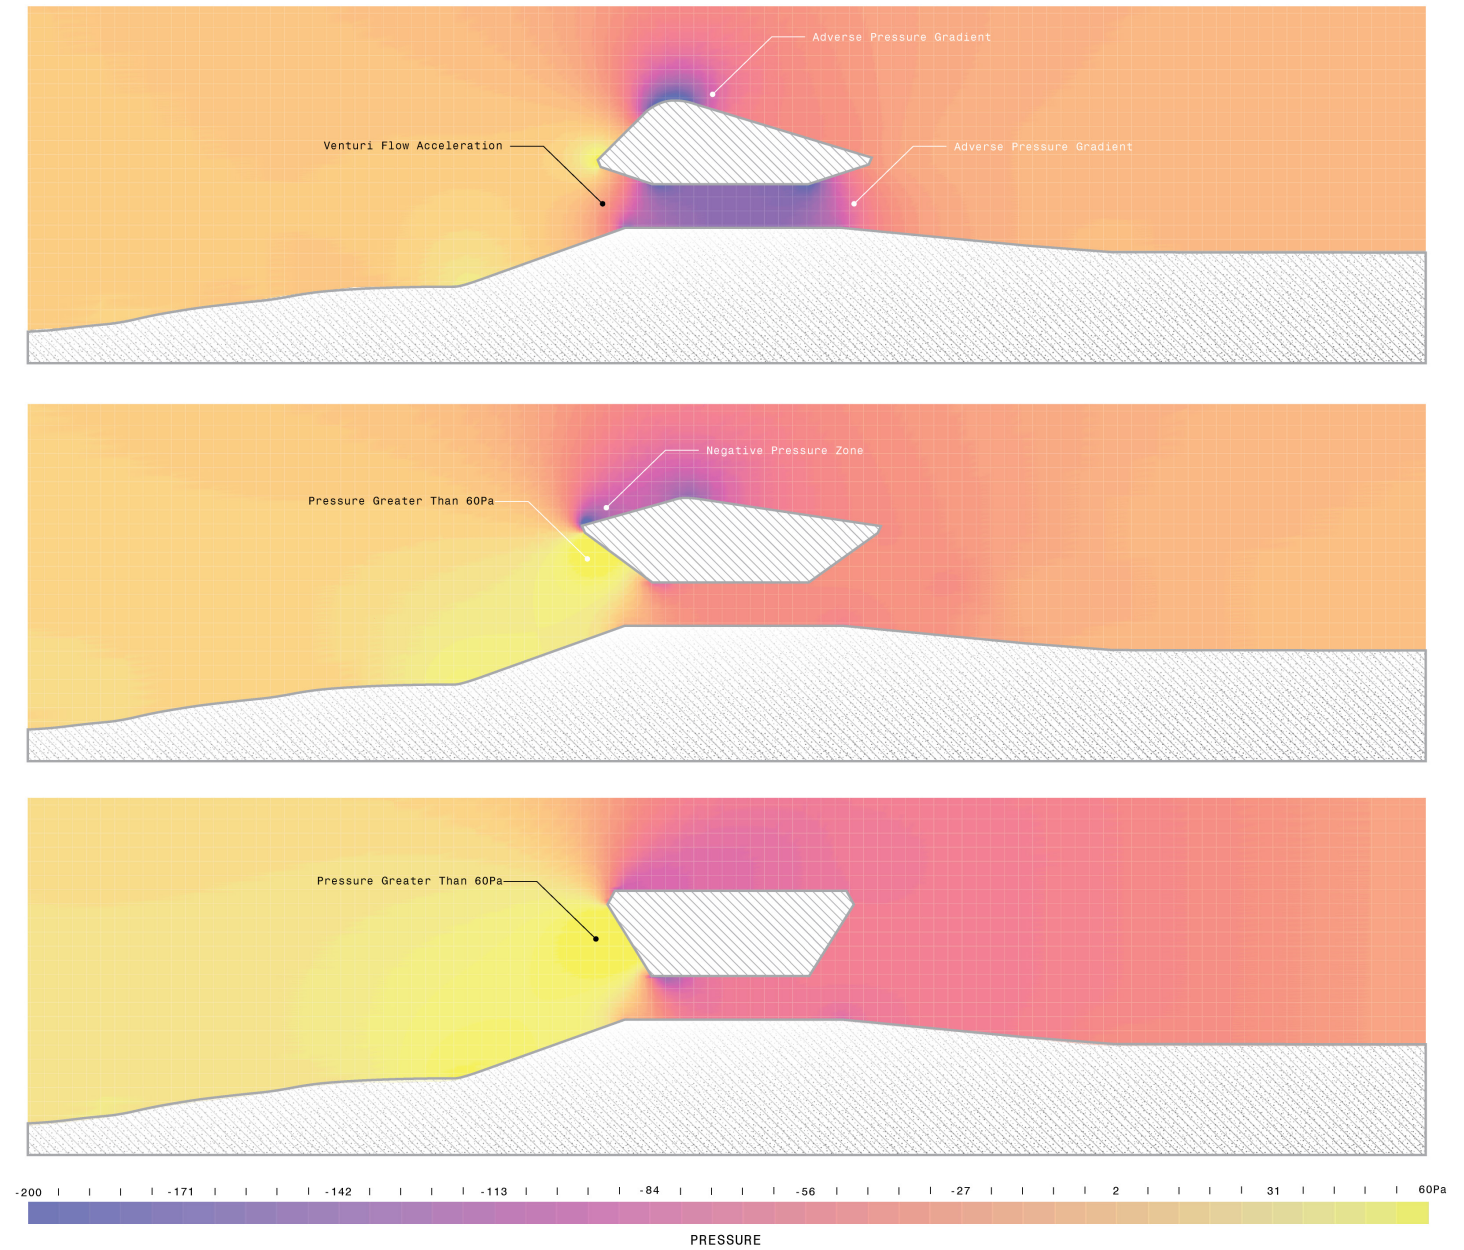 Adverse Pressure Gradient
Venturi Flow Acceleration
Adverse Pressure Gradient
Negative Pressure Zone
Pressure Greater Than 60Pa
Pressure Greater Than 60Pa
-200 -171 -142 -113 -84 -56 -27 2 31 60Pa
PRESSURE